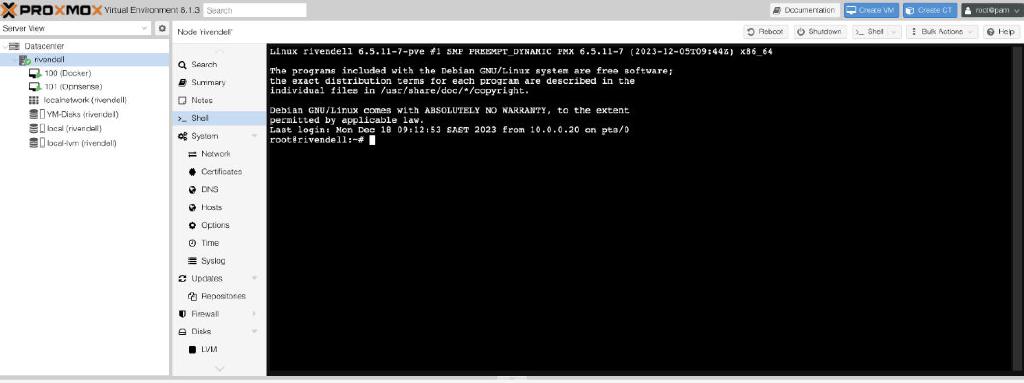 PROXMOX Virtual Environment 8.1.3 Search
Documentation Create VM Create CT root@pam
Server View
Node 'rivendell'
Reboot Shutdown Shell Bulk Actions Help
Datacenter
rivendell
100 (Docker)
101 (Opnsense)
localnetwork (rivendell)
VM-Disks (rivendell)
local (rivendell)
local-lvm (rivendell)
Search
Summary
Notes
>_ Shell
System
Network
Certificates
DNS
Hosts
Options
Time
Syslog
Updates
Repositories
Firewall
Disks
LVM
Linux rivendell 6.5.11-7-pve #1 SMP PREEMPT_DYNAMIC PMX 6.5.11-7 (2023-12-05T09:44Z) x86_64
The programs included with the Debian GNU/Linux system are free software;
the exact distribution terms for each program are described in the
individual files in /usr/share/doc/*/copyright.
Debian GNU/Linux comes with ABSOLUTELY NO WARRANTY, to the extent
permitted by applicable law.
Last login: Mon Dec 18 09:12:53 SAST 2023 from 10.0.0.20 on pts/0
root@rivendell:~#